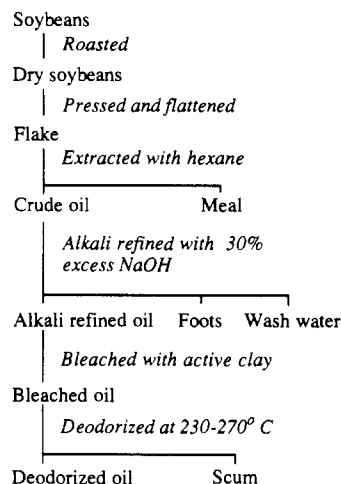 Soybeans
Roasted
Dry soybeans
Pressed and flattened
Flake
Extracted with hexane
Crude oil Meal
Alkali refined with 30%
excess NaOH
Alkali refined oil Foots Wash water
Bleached with active clay
Bleached oil
Deodorized at 230-270° C
Deodorized oil Scum